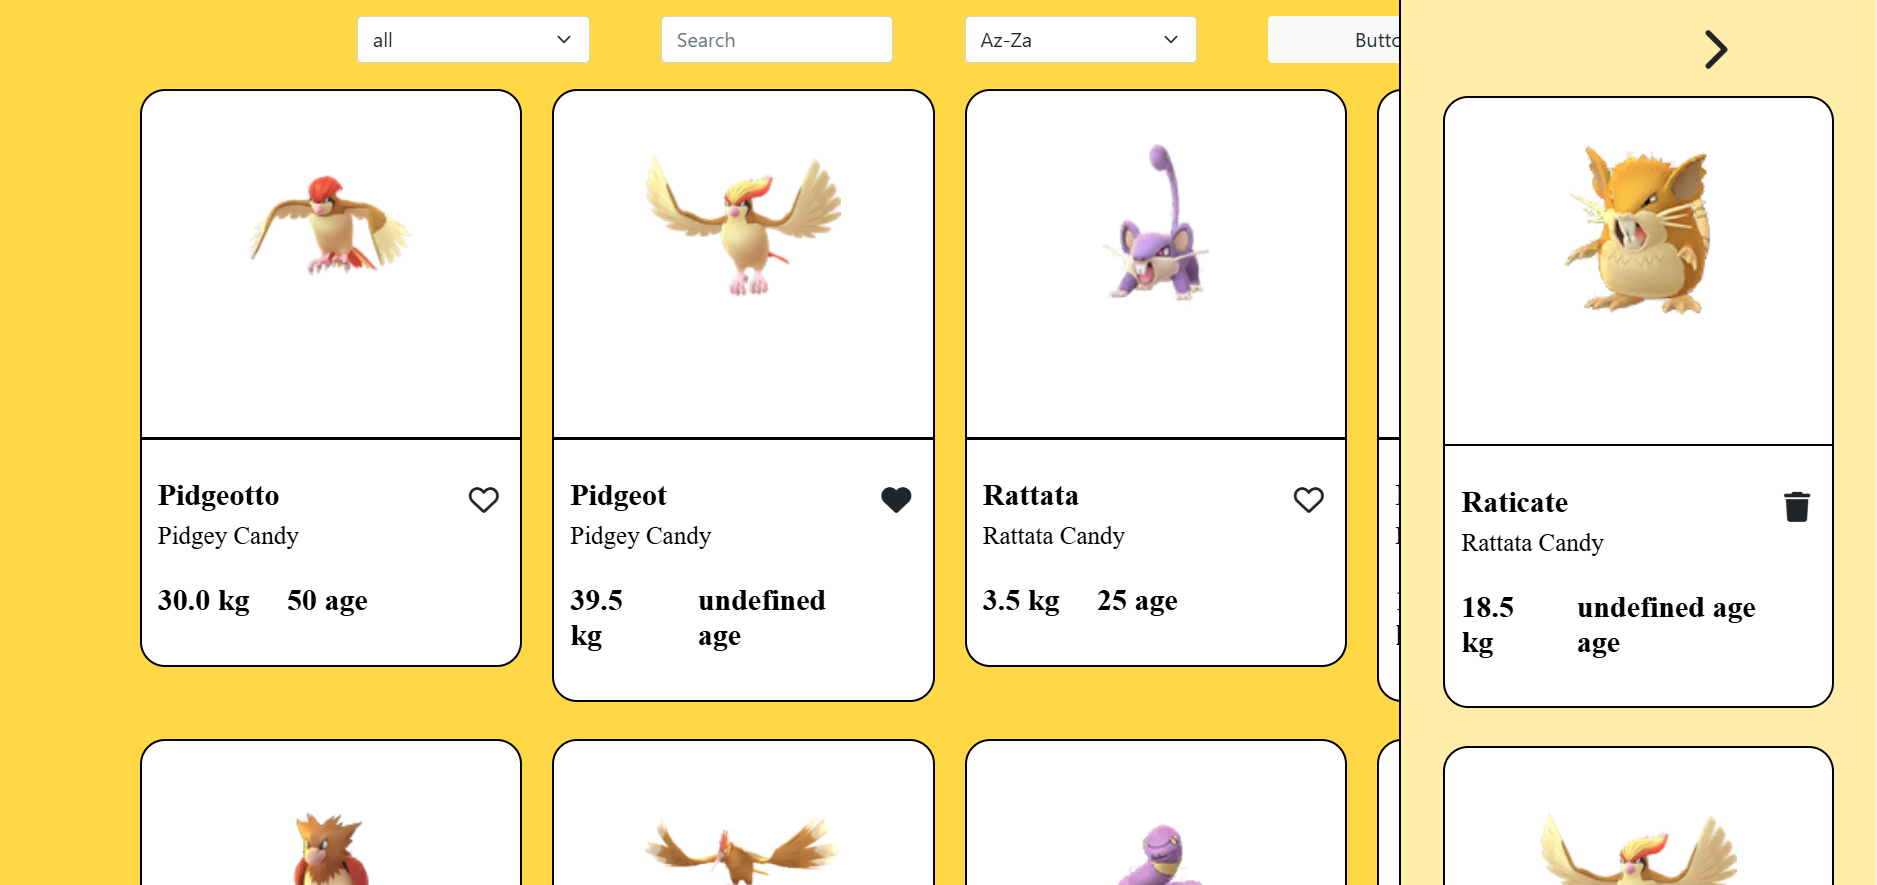 all
Search
Az-Za
Butto
Pidgeotto
Pidgey Candy
30.0 kg 50 age
Pidgeot
Pidgey Candy
39.5 undefined
kg age
Rattata
Rattata Candy
3.5 kg 25 age
Raticate
Rattata Candy
18.5 undefined age
kg age